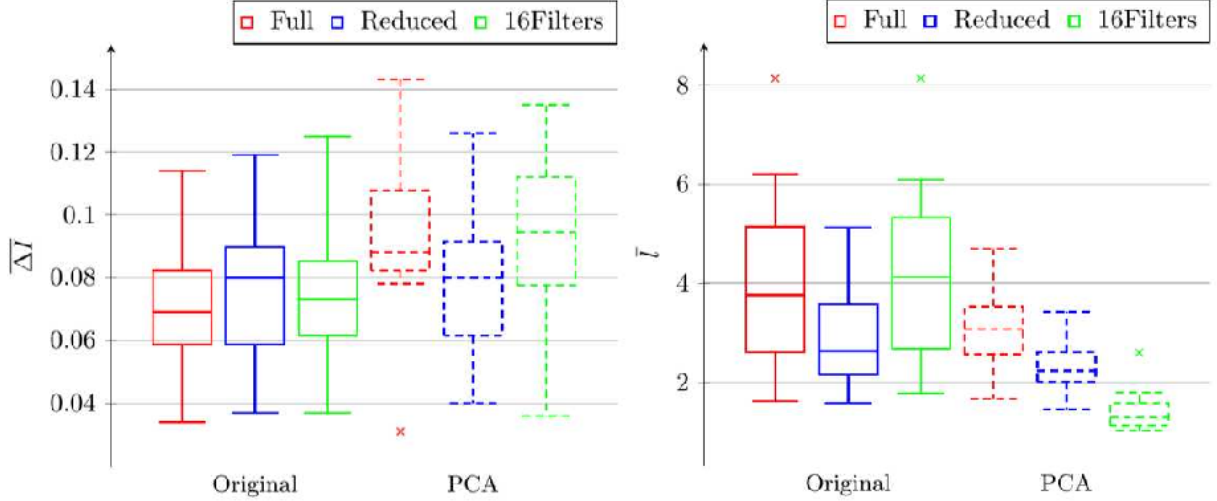 Full Reduced 16Filters
0.14
0.12
0.1
0.08
0.06
0.04
ΔI
Original PCA
Full Reduced 16Filters
8
6
4
2
l
Original PCA